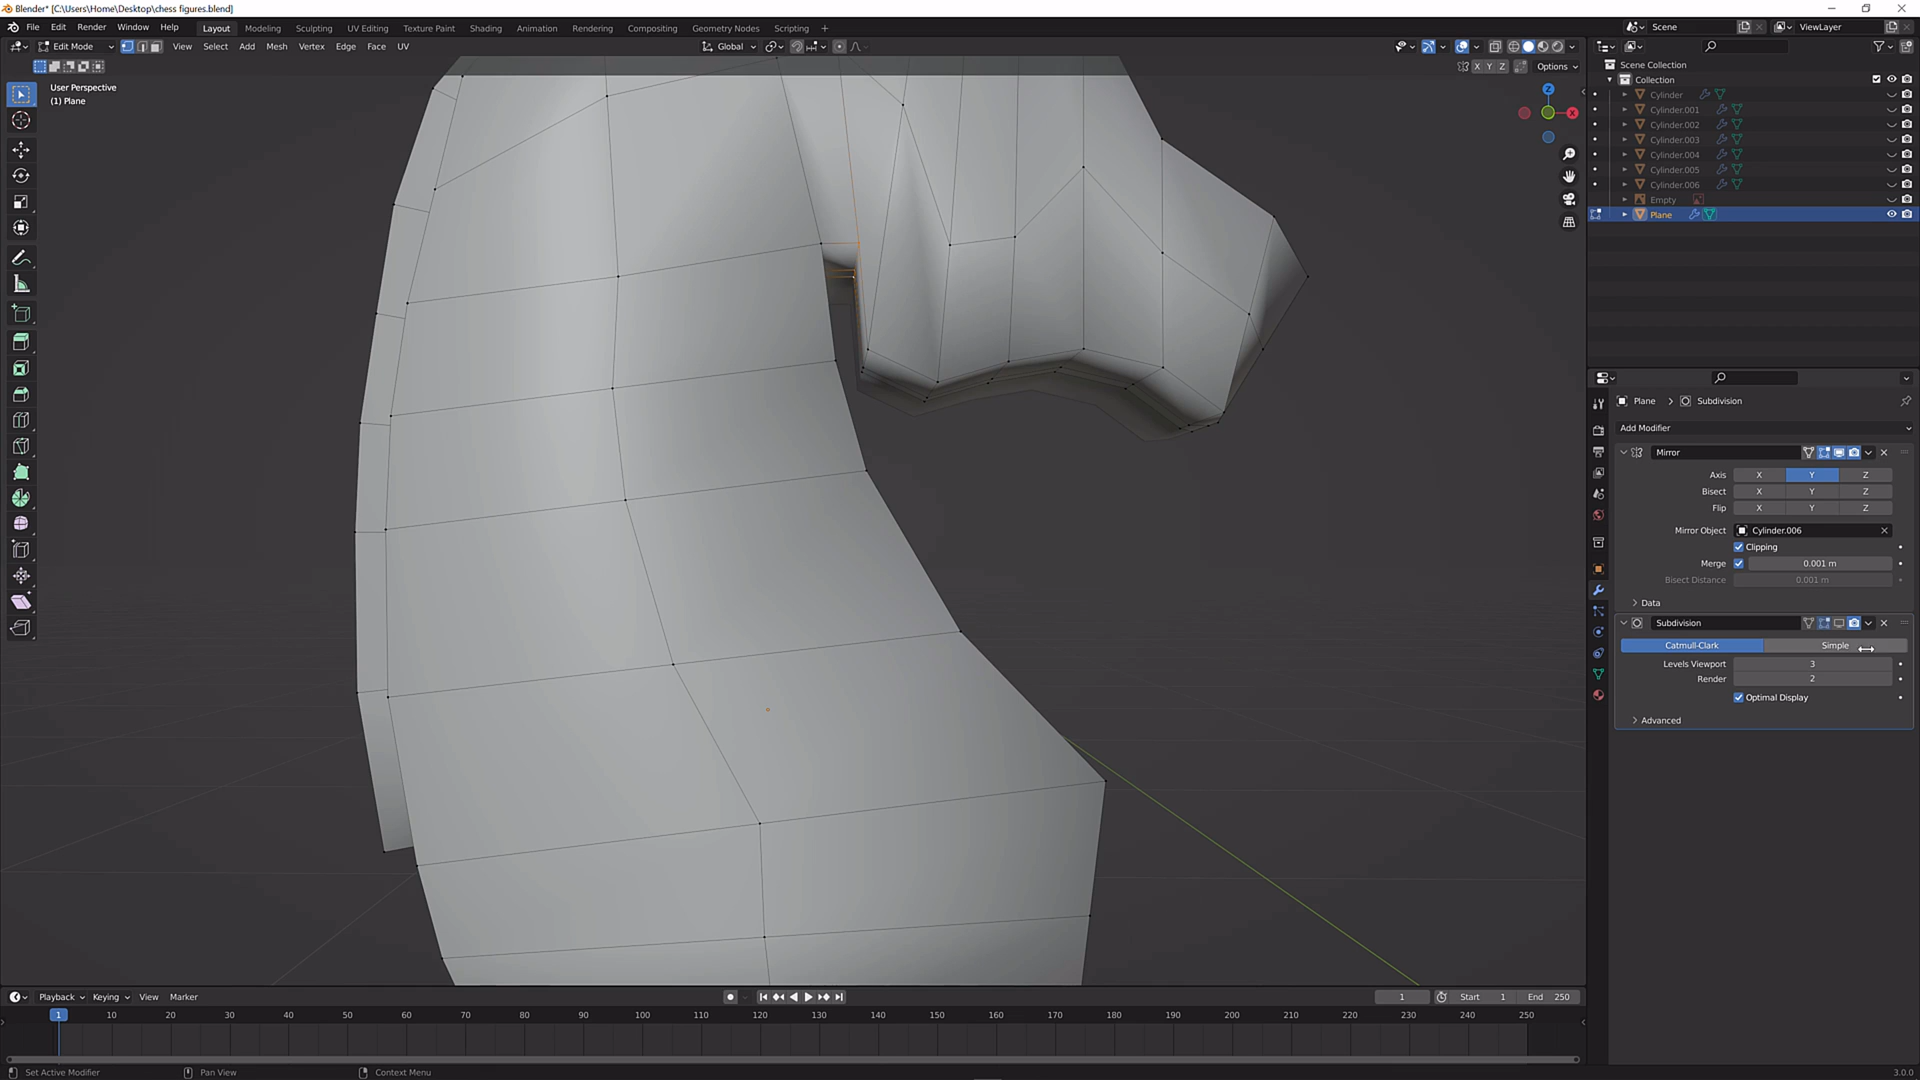 Blender* [C:\Users\Home\Desktop\chess figures.blend]
File Edit Render Window Help Layout Modeling Sculpting UV Editing Texture Paint Shading Animation Rendering Compositing Geometry Nodes Scripting + Scene ViewLayer
Edit Mode View Select Add Mesh Vertex Edge Face UV Global
X Y Z Options
User Perspective
(1) Plane
Z
X
Scene Collection
Collection
Cylinder
Cylinder.001
Cylinder.002
Cylinder.003
Cylinder.004
Cylinder.005
Cylinder.006
Empty
Plane
Plane > Subdivision
Add Modifier
Mirror
Axis X Y Z
Bisect X Y Z
Flip X Y Z
Mirror Object Cylinder.006
Clipping
Merge 0.001 m
Bisect Distance 0.001 m
Data
Subdivision
Catmull-Clark Simple
Levels Viewport 3
Render 2
Optimal Display
Advanced
Playback Keying View Marker 1 Start 1 End 250
1 10 20 30 40 50 60 70 80 90 100 110 120 130 140 150 160 170 180 190 200 210 220 230 240 250
Set Active Modifier Pan View Context Menu 3.0.0